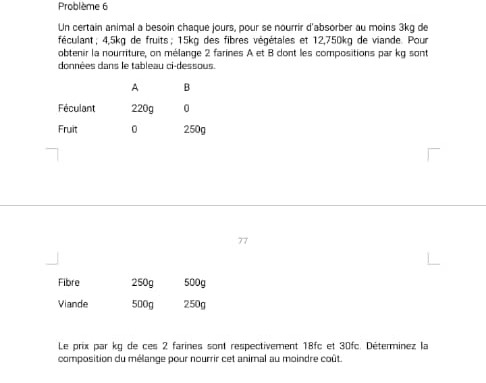 Problème 6
Un certain animal a besoin chaque jours, pour se nourrir d'absorber au moins 3kg de
féculant ; 4,5kg de fruits ; 15kg des fibres végétales et 12,750kg de viande. Pour
obtenir la nourriture, on mélange 2 farines A et B dont les compositions par kg sont
données dans le tableau ci-dessous.
A B
Féculant 220g 0
Fruit 0 250g
77
Fibre 250g 500g
Viande 500g 250g
Le prix par kg de ces 2 farines sont respectivement 18fc et 30fc. Déterminez la
composition du mélange pour nourrir cet animal au moindre coût.